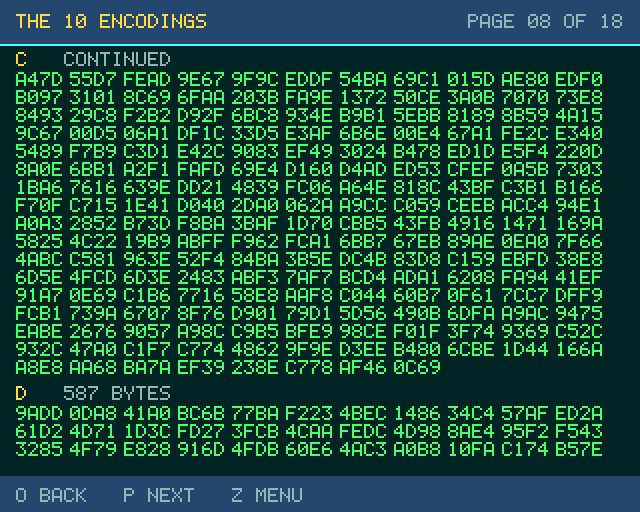 THE 10 ENCODINGS PAGE 08 OF 18
C CONTINUED
A47D 55D7 FEAD 9E67 9F9C EDDF 54BA 69C1 015D AE80 EDF0
B097 3101 8C69 6FAA 203B FA9E 1372 50CE 3A0B 7070 73E8
8493 29C8 F2B2 D92F 6BC8 934E B9B1 5EBB 8189 8B59 4A15
9C67 00D5 06A1 DF1C 33D5 E3AF 6B6E 00E4 67A1 FE2C E340
5489 F7B9 C3D1 E42C 9083 EF49 3024 B478 ED1D E5F4 220D
8A0E 6BB1 A2F1 FAFD 69E4 D160 D4AD ED53 CFEF 0A5B 7303
1BA6 7616 639E DD21 4839 FC06 A64E 818C 43BF C3B1 B166
F70F C715 1E41 D040 2DA0 062A A9CC C059 CEEB ACC4 94E1
A0A3 2852 B73D F8BA 3BAF 1D70 CBB5 43FB 4916 1471 169A
5825 4C22 19B9 ABFF F962 FCA1 6BB7 67EB 89AE 0EA0 7F66
4ABC C581 963E 52F4 84BA 3B5E DC4B 83D8 C159 EBFD 38E8
6D5E 4FCD 6D3E 2483 ABF3 7AF7 BCD4 ADA1 6208 FA94 41EF
91A7 0E69 C1B6 7716 58E8 AAF8 C044 60B7 0F61 7CC7 DFF9
FCB1 739A 6707 8F76 D901 79D1 5D56 490B 6DFA A9AC 9475
EABE 2676 9057 A98C C9B5 BFE9 98CE F01F 3F74 9369 C52C
932C 47A0 C1F7 C774 4862 9F9E D3EE B480 6CBE 1D44 166A
A8E8 AA68 BA7A EF39 238E C778 AF46 0C69
D 587 BYTES
9ADD 0DA8 41A0 BC6B 77BA F223 4BEC 1486 34C4 57AF ED2A
61D2 4D71 1D3C FD27 3FCB 4CAA FEDC 4D98 8AE4 95F2 F543
3285 4F79 E828 916D 4FDB 60E6 4AC3 A0B8 10FA C174 B57E
O BACK P NEXT Z MENU